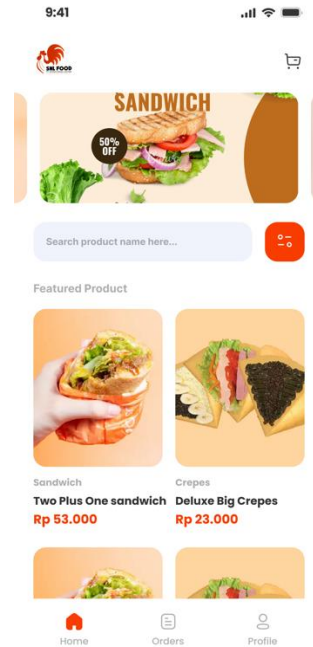 9:41
SHL FOOD
SANDWICH
50%
OFF
Search product name here...
Featured Product
Sandwich
Crepes
Two Plus One sandwich
Deluxe Big Crepes
Rp 53.000
Rp 23.000
Home
Orders
Profile